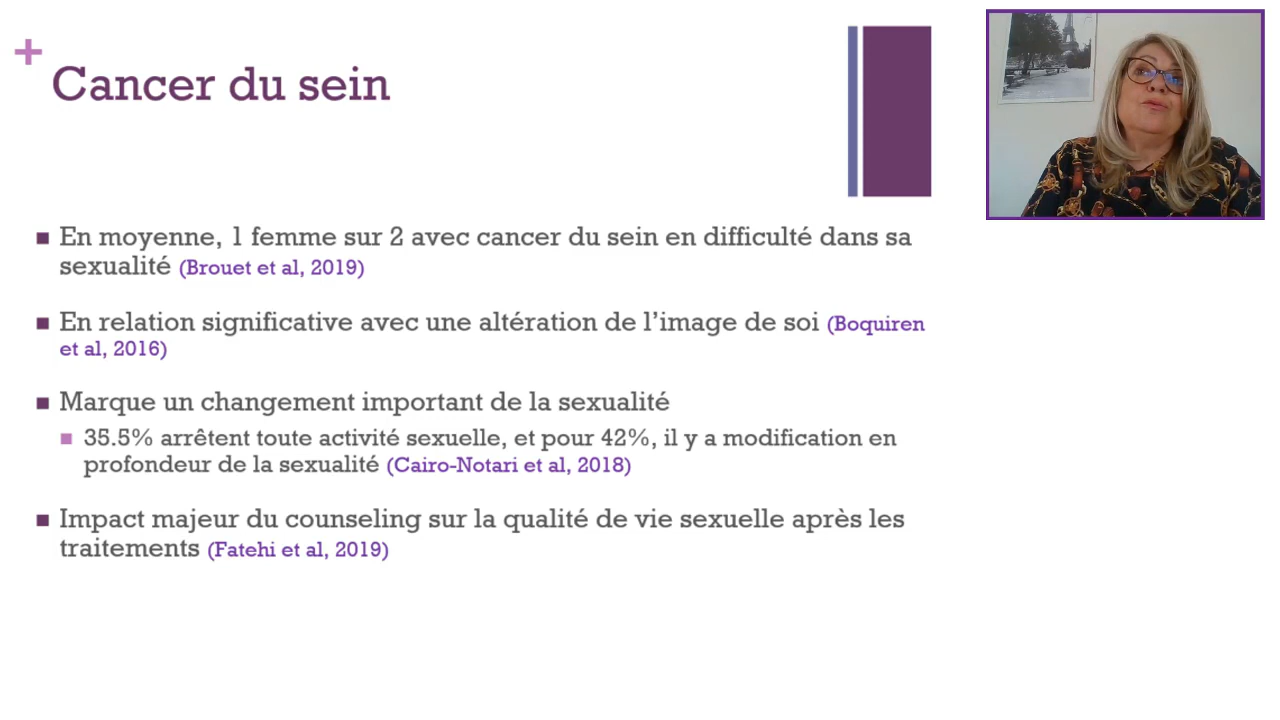 +
Cancer du sein
■ En moyenne, 1 femme sur 2 avec cancer du sein en difficulté dans sa
sexualité (Brouet et al, 2019)
■ En relation significative avec une altération de l’image de soi (Boquiren
et al, 2016)
■ Marque un changement important de la sexualité
■ 35.5% arrêtent toute activité sexuelle, et pour 42%, il y a modification en
profondeur de la sexualité (Cairo-Notari et al, 2018)
■ Impact majeur du counseling sur la qualité de vie sexuelle après les
traitements (Fatehi et al, 2019)